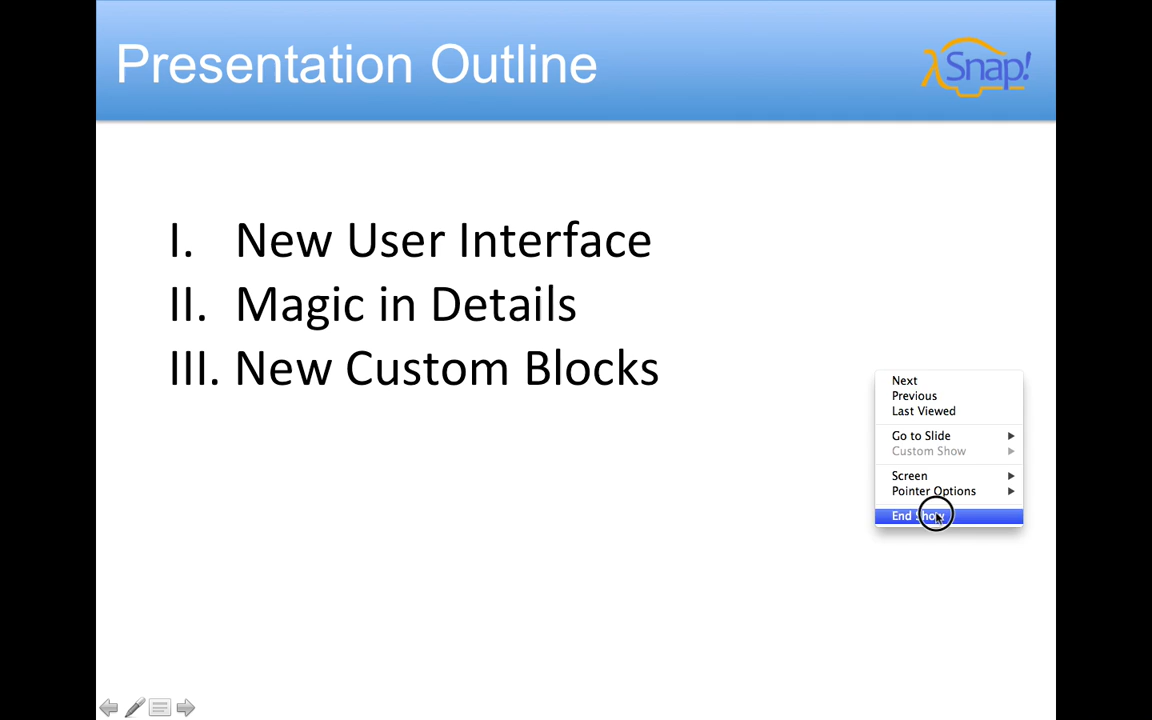 Presentation Outline
λSnap!
I. New User Interface
II. Magic in Details
III. New Custom Blocks
Next
Previous
Last Viewed
Go to Slide
Custom Show
Screen
Pointer Options
End Show